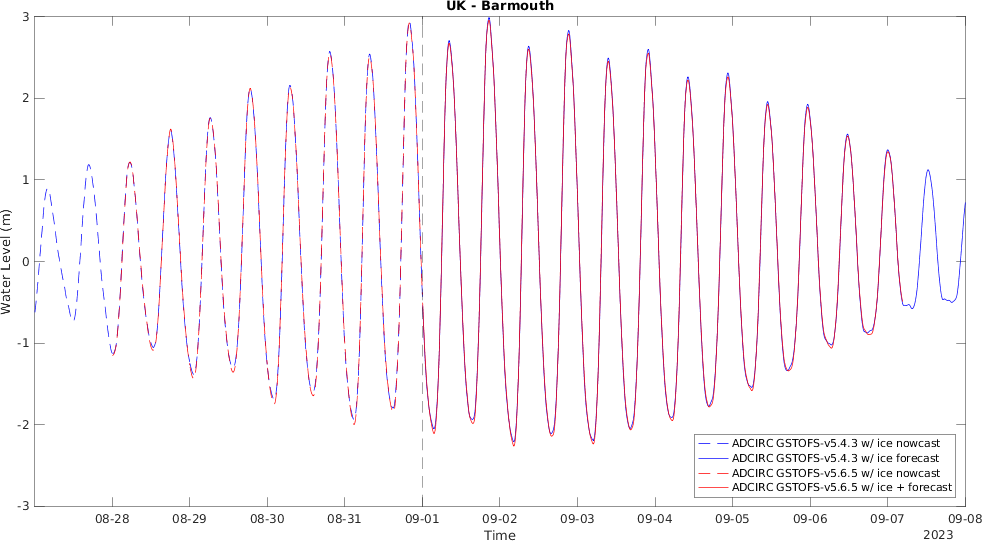 UK - Barmouth
3
2
1
0
-1
-2
-3
Water Level (m)
ADCIRC GSTOFS-v5.4.3 w/ ice nowcast
ADCIRC GSTOFS-v5.4.3 w/ ice forecast
ADCIRC GSTOFS-v5.6.5 w/ ice nowcast
ADCIRC GSTOFS-v5.6.5 w/ ice + forecast
08-28 08-29 08-30 08-31 09-01 09-02 09-03 09-04 09-05 09-06 09-07 09-08
Time
2023